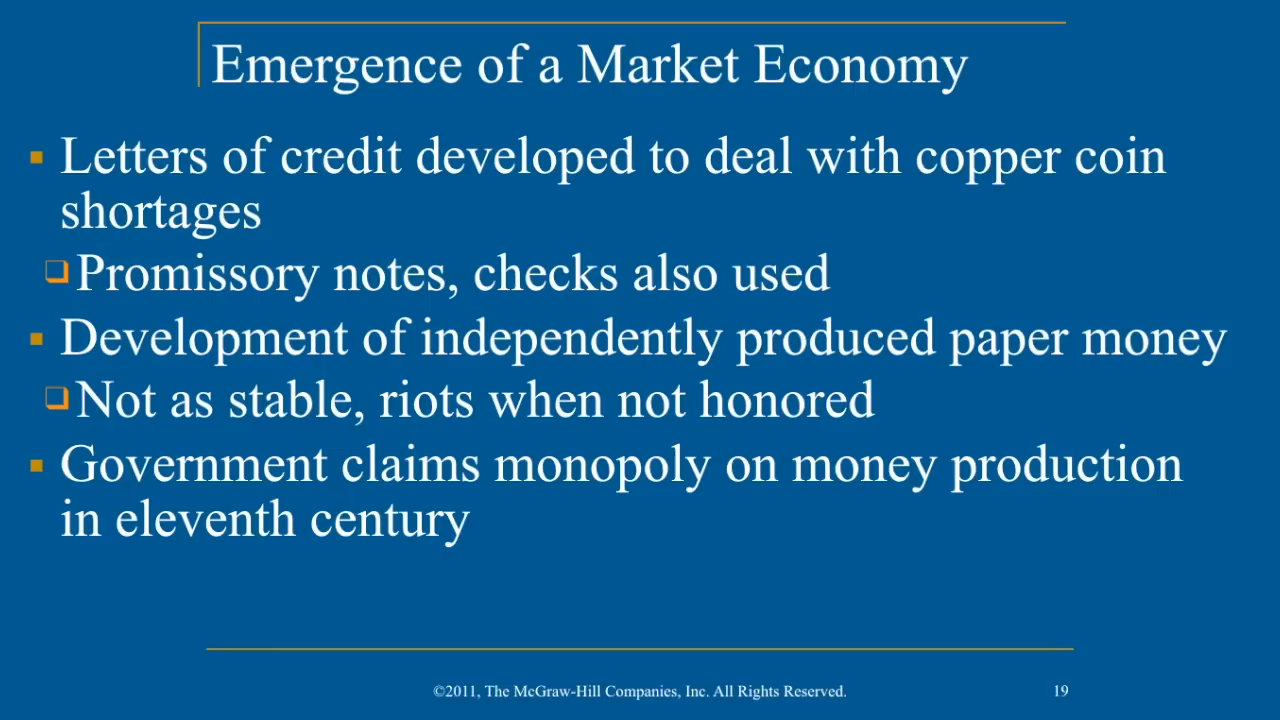 Emergence of a Market Economy
Letters of credit developed to deal with copper coin
shortages
Promissory notes, checks also used
Development of independently produced paper money
Not as stable, riots when not honored
Government claims monopoly on money production
in eleventh century
©2011, The McGraw-Hill Companies, Inc. All Rights Reserved.
19